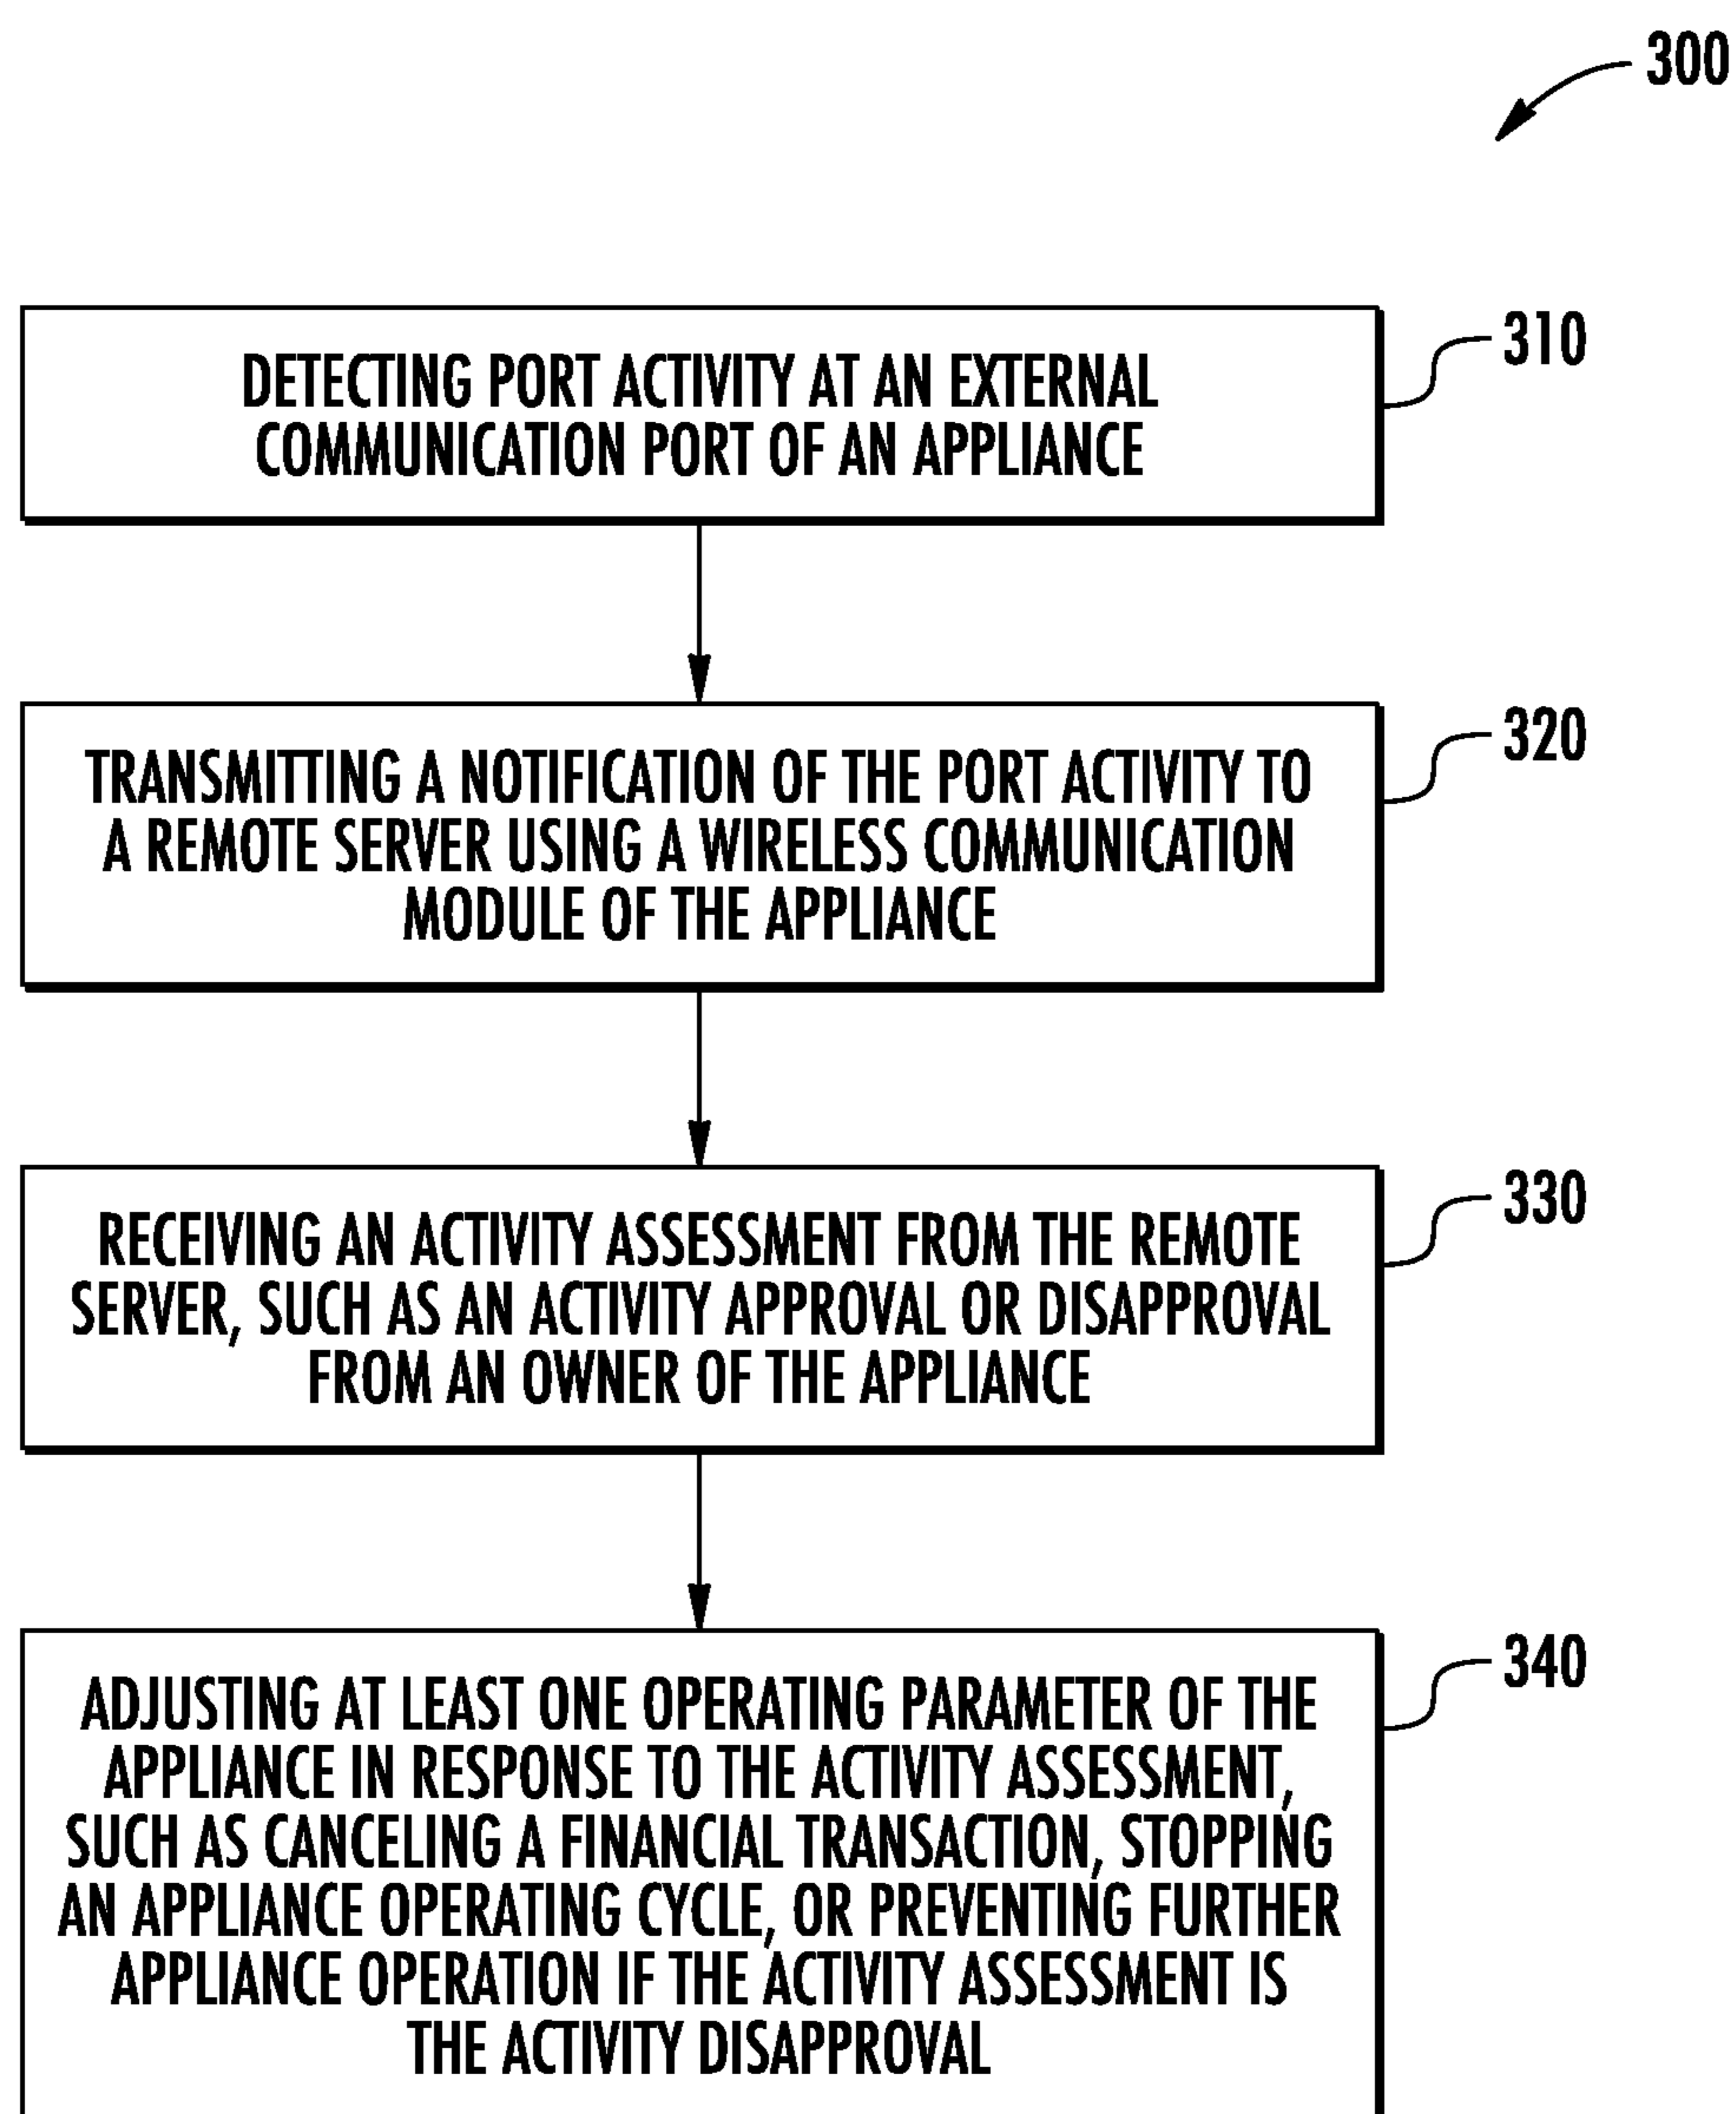 300
310
DETECTING PORT ACTIVITY AT AN EXTERNAL
COMMUNICATION PORT OF AN APPLIANCE
320
TRANSMITTING A NOTIFICATION OF THE PORT ACTIVITY TO
A REMOTE SERVER USING A WIRELESS COMMUNICATION
MODULE OF THE APPLIANCE
330
RECEIVING AN ACTIVITY ASSESSMENT FROM THE REMOTE
SERVER, SUCH AS AN ACTIVITY APPROVAL OR DISAPPROVAL
FROM AN OWNER OF THE APPLIANCE
340
ADJUSTING AT LEAST ONE OPERATING PARAMETER OF THE
APPLIANCE IN RESPONSE TO THE ACTIVITY ASSESSMENT,
SUCH AS CANCELING A FINANCIAL TRANSACTION, STOPPING
AN APPLIANCE OPERATING CYCLE, OR PREVENTING FURTHER
APPLIANCE OPERATION IF THE ACTIVITY ASSESSMENT IS
THE ACTIVITY DISAPPROVAL